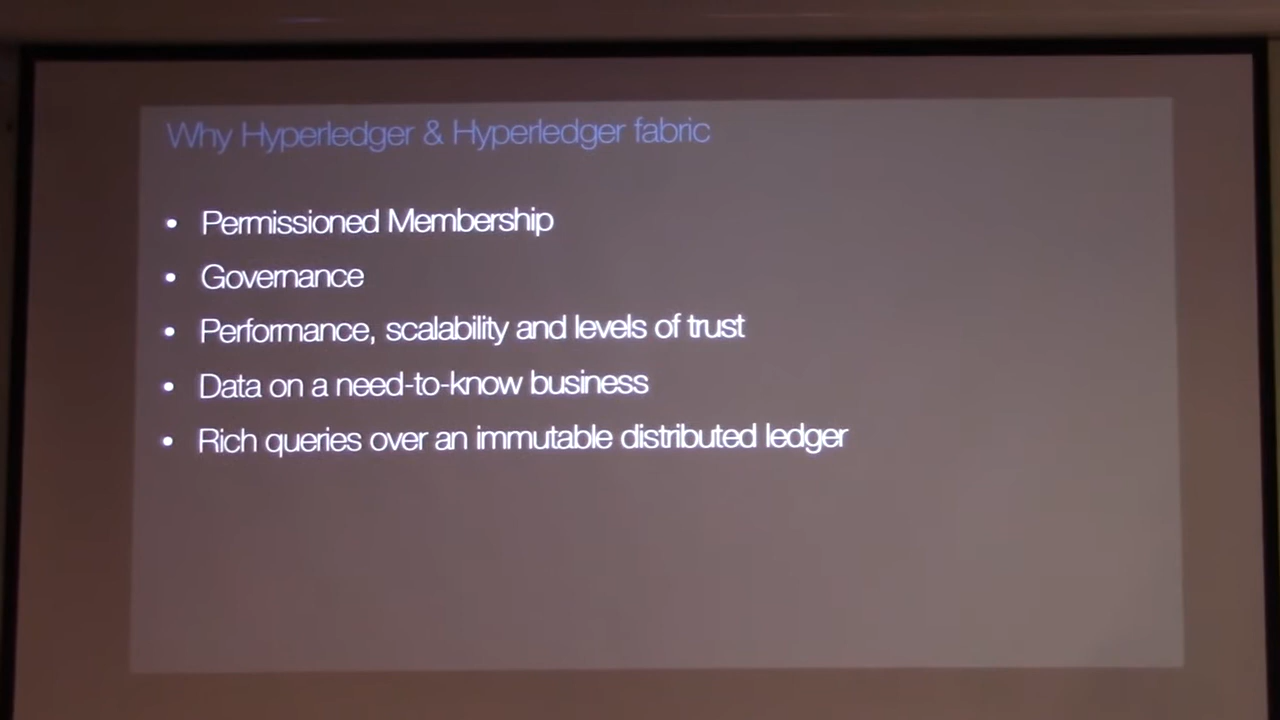 Why Hyperledger & Hyperledger fabric
• Permissioned Membership
• Governance
• Performance, scalability and levels of trust
• Data on a need-to-know business
• Rich queries over an immutable distributed ledger